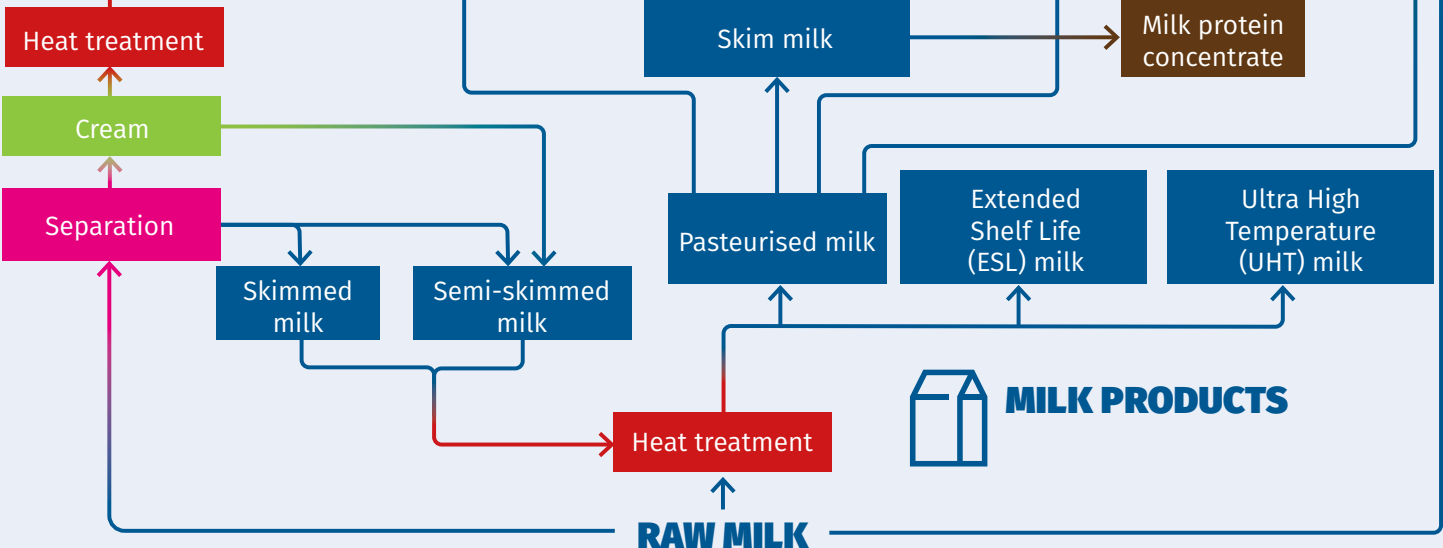 Heat treatment
Skim milk
Milk protein
concentrate
Cream
Separation
Pasteurised milk
Extended
Shelf Life
(ESL) milk
Ultra High
Temperature
(UHT) milk
Skimmed
milk
Semi-skimmed
milk
MILK PRODUCTS
Heat treatment
RAW MILK